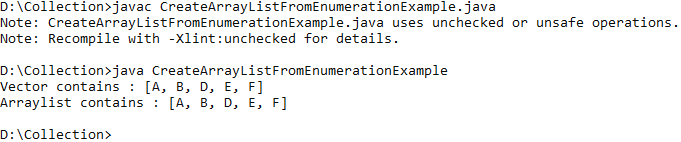 D:\Collection>javac CreateArrayListFromEnumerationExample.java
Note: CreateArrayListFromEnumerationExample.java uses unchecked or unsafe operations.
Note: Recompile with -Xlint:unchecked for details.
D:\Collection>java CreateArrayListFromEnumerationExample
Vector contains : [A, B, D, E, F]
Arraylist contains : [A, B, D, E, F]
D:\Collection>